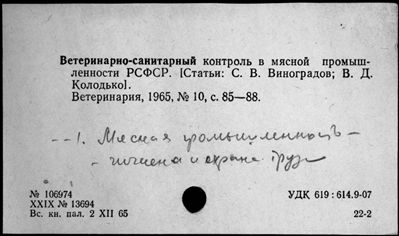 Ветеринарно-санитарный контроль в мясной промыш-
ленности РСФСР. [Статьи: С. В. Виноградов; В. Д.
Колодько].
Ветеринария, 1965, № 10, с. 85—88.
--1. Мясная промышленность-
- гигиена и охрана труд
№ 106974
XXIX № 13694
Вс. кн. пал. 2 XII 65
УДК 619 : 614.9-07
22-2